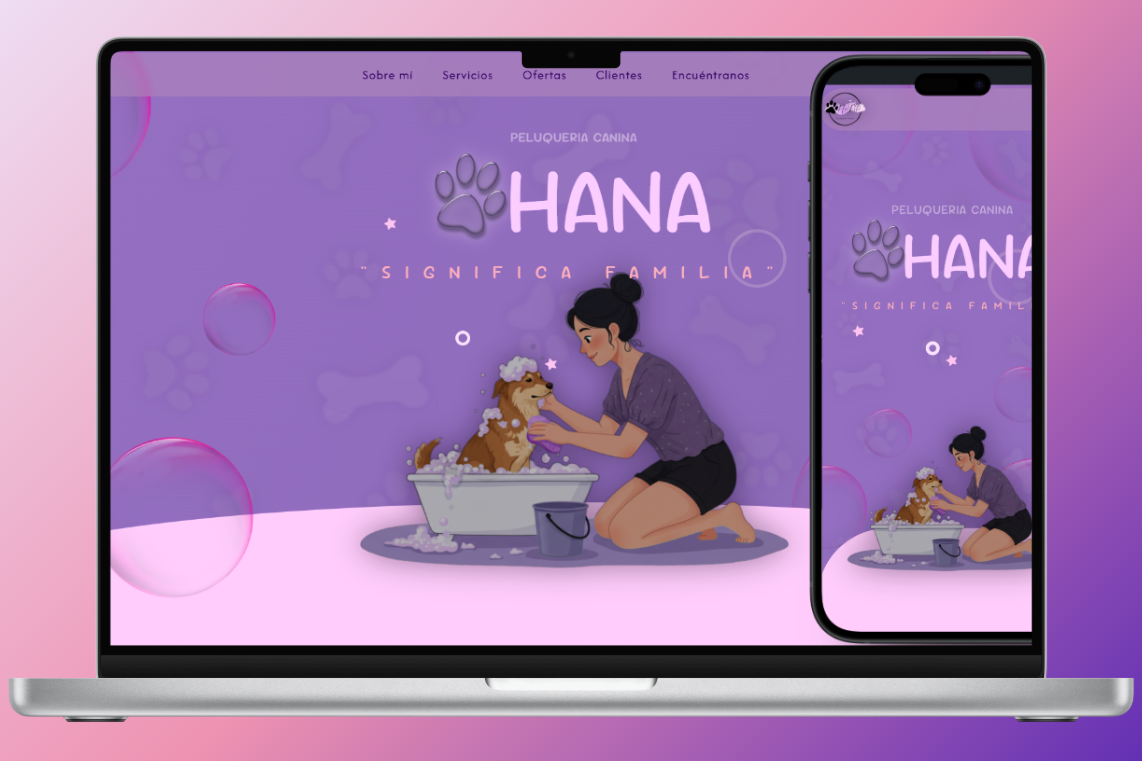 Sobre mí Servicios Ofertas Clientes Encuéntranos
PELUQUERIA CANINA
HANA
"SIGNIFICA FAMILIA"
PELUQUERIA CANINA
HANA
"SIGNIFICA FAMIL